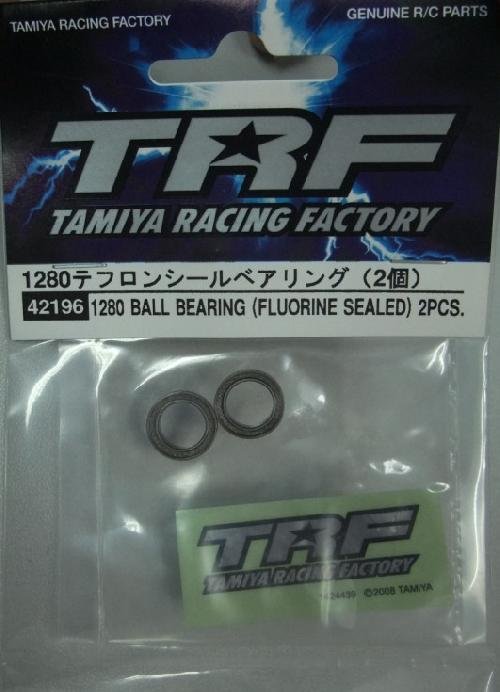 TAMIYA RACING FACTORY
GENUINE R/C PARTS
TRF
TAMIYA RACING FACTORY
1280テフロンシールベアリング(2個)
42196 1280 BALL BEARING (FLUORINE SEALED) 2PCS.
TRF
TAMIYA RACING FACTORY
©2008 TAMIYA